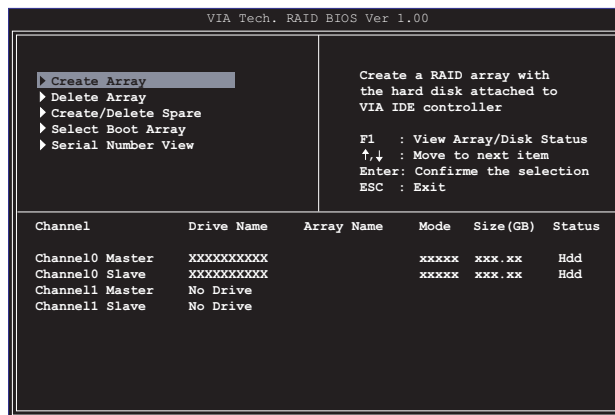 VIA Tech. RAID BIOS Ver 1.00
Create Array
Delete Array
Create/Delete Spare
Select Boot Array
Serial Number View
Create a RAID array with
the hard disk attached to
VIA IDE controller
F1 : View Array/Disk Status
↑,↓ : Move to next item
Enter: Confirme the selection
ESC : Exit
Channel Drive Name Array Name Mode Size(GB) Status
Channel0 Master XXXXXXXXXX xxxxx xxx.xx Hdd
Channel0 Slave XXXXXXXXXX xxxxx xxx.xx Hdd
Channel1 Master No Drive
Channel1 Slave No Drive